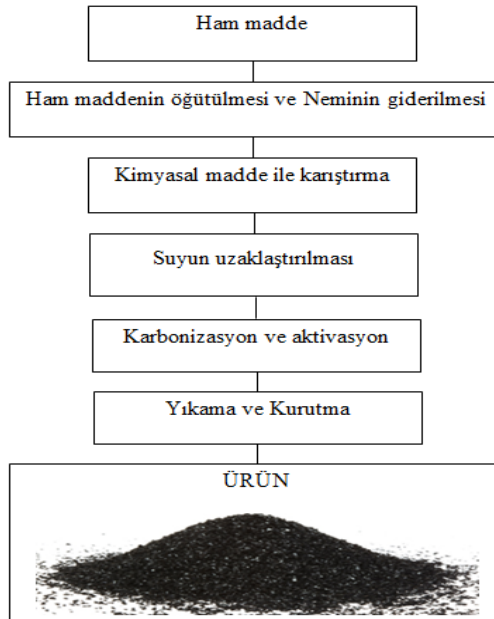 Ham madde
Ham maddenin öğütülmesi ve Neminin giderilmesi
Kimyasal madde ile karıştırma
Suyun uzaklaştırılması
Karbonizasyon ve aktivasyon
Yıkama ve Kurutma
ÜRÜN